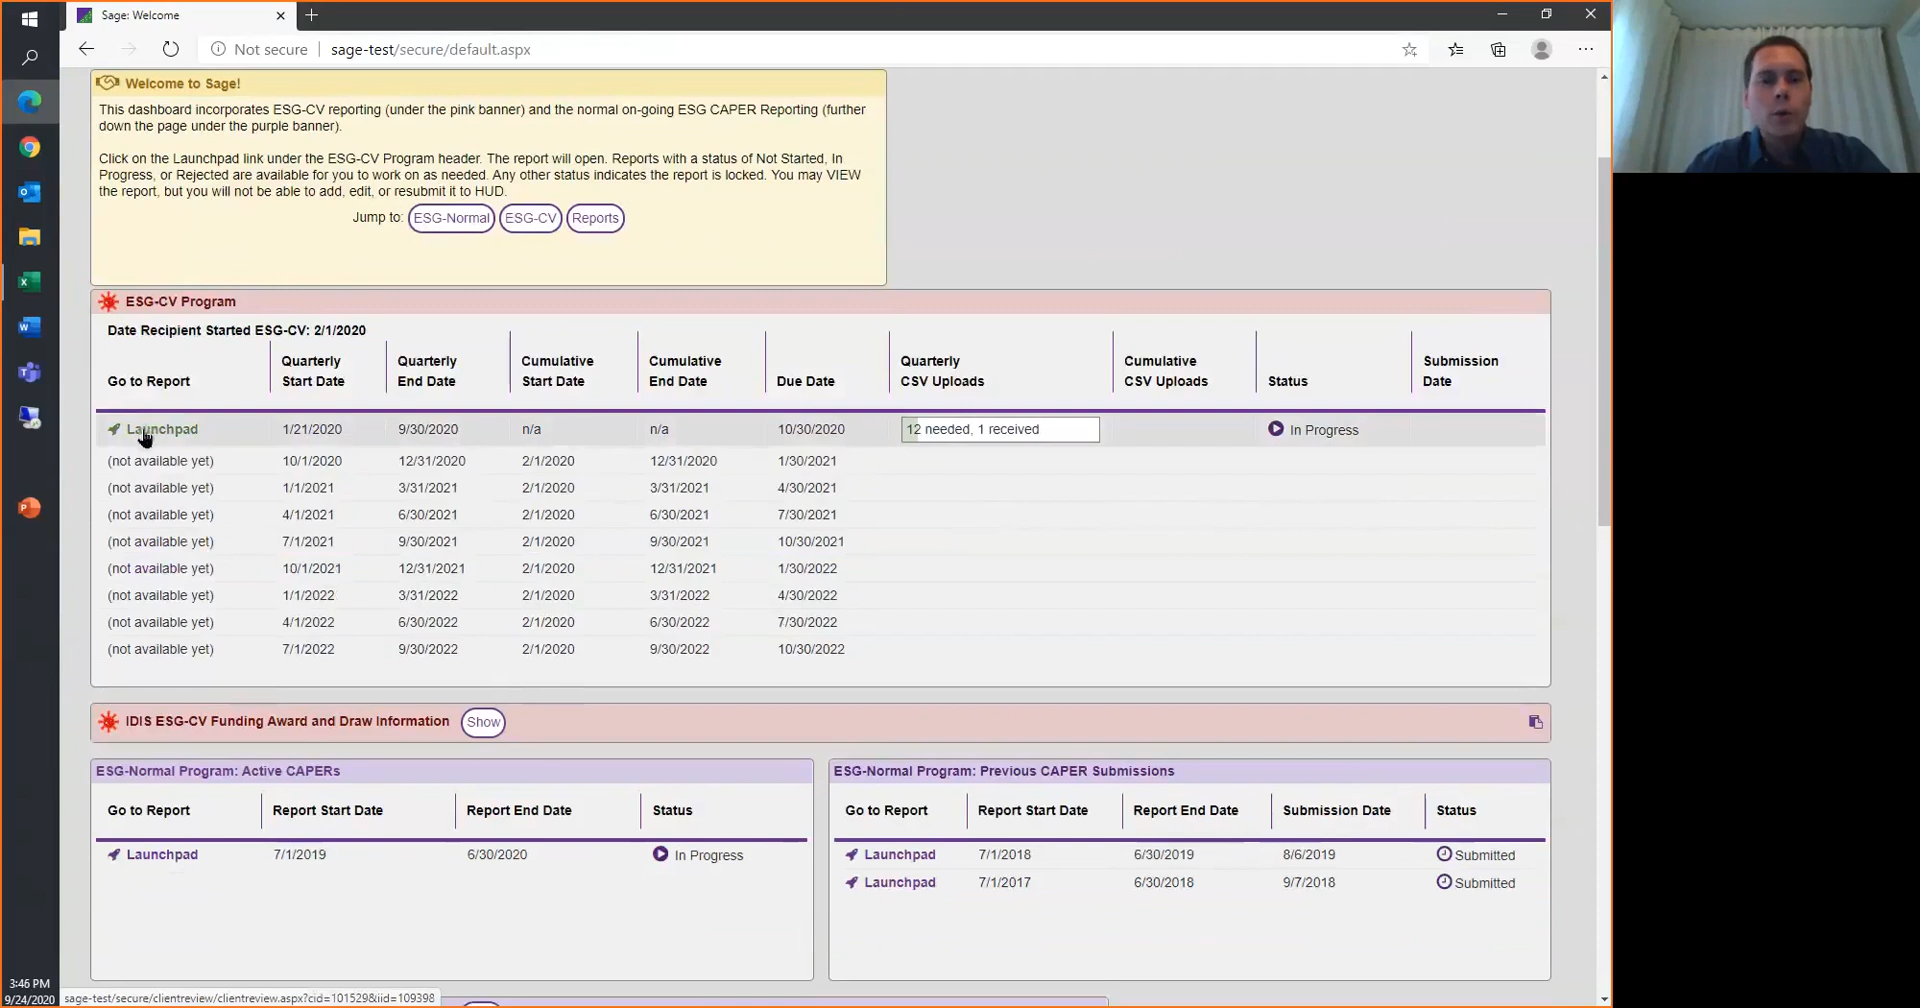 Sage: Welcome
Not secure | sage-test/secure/default.aspx
Welcome to Sage!
This dashboard incorporates ESG-CV reporting (under the pink banner) and the normal on-going ESG CAPER Reporting (further
down the page under the purple banner).
Click on the Launchpad link under the ESG-CV Program header. The report will open. Reports with a status of Not Started, In
Progress, or Rejected are available for you to work on as needed. Any other status indicates the report is locked. You may VIEW
the report, but you will not be able to add, edit, or resubmit it to HUD.
Jump to: ESG-Normal ESG-CV Reports
ESG-CV Program
Date Recipient Started ESG-CV: 2/1/2020
Go to Report Quarterly Start Date Quarterly End Date Cumulative Start Date Cumulative End Date Due Date Quarterly CSV Uploads Cumulative CSV Uploads Status Submission Date
Launchpad 1/21/2020 9/30/2020 n/a n/a 10/30/2020 12 needed, 1 received In Progress
(not available yet) 10/1/2020 12/31/2020 2/1/2020 12/31/2020 1/30/2021
(not available yet) 1/1/2021 3/31/2021 2/1/2020 3/31/2021 4/30/2021
(not available yet) 4/1/2021 6/30/2021 2/1/2020 6/30/2021 7/30/2021
(not available yet) 7/1/2021 9/30/2021 2/1/2020 9/30/2021 10/30/2021
(not available yet) 10/1/2021 12/31/2021 2/1/2020 12/31/2021 1/30/2022
(not available yet) 1/1/2022 3/31/2022 2/1/2020 3/31/2022 4/30/2022
(not available yet) 4/1/2022 6/30/2022 2/1/2020 6/30/2022 7/30/2022
(not available yet) 7/1/2022 9/30/2022 2/1/2020 9/30/2022 10/30/2022
IDIS ESG-CV Funding Award and Draw Information Show
ESG-Normal Program: Active CAPERs
Go to Report Report Start Date Report End Date Status
Launchpad 7/1/2019 6/30/2020 In Progress
ESG-Normal Program: Previous CAPER Submissions
Go to Report Report Start Date Report End Date Submission Date Status
Launchpad 7/1/2018 6/30/2019 8/6/2019 Submitted
Launchpad 7/1/2017 6/30/2018 9/7/2018 Submitted
3:46 PM
9/24/2020
sage-test/secure/clientreview/clientreview.aspx?cid=101529&iid=109398